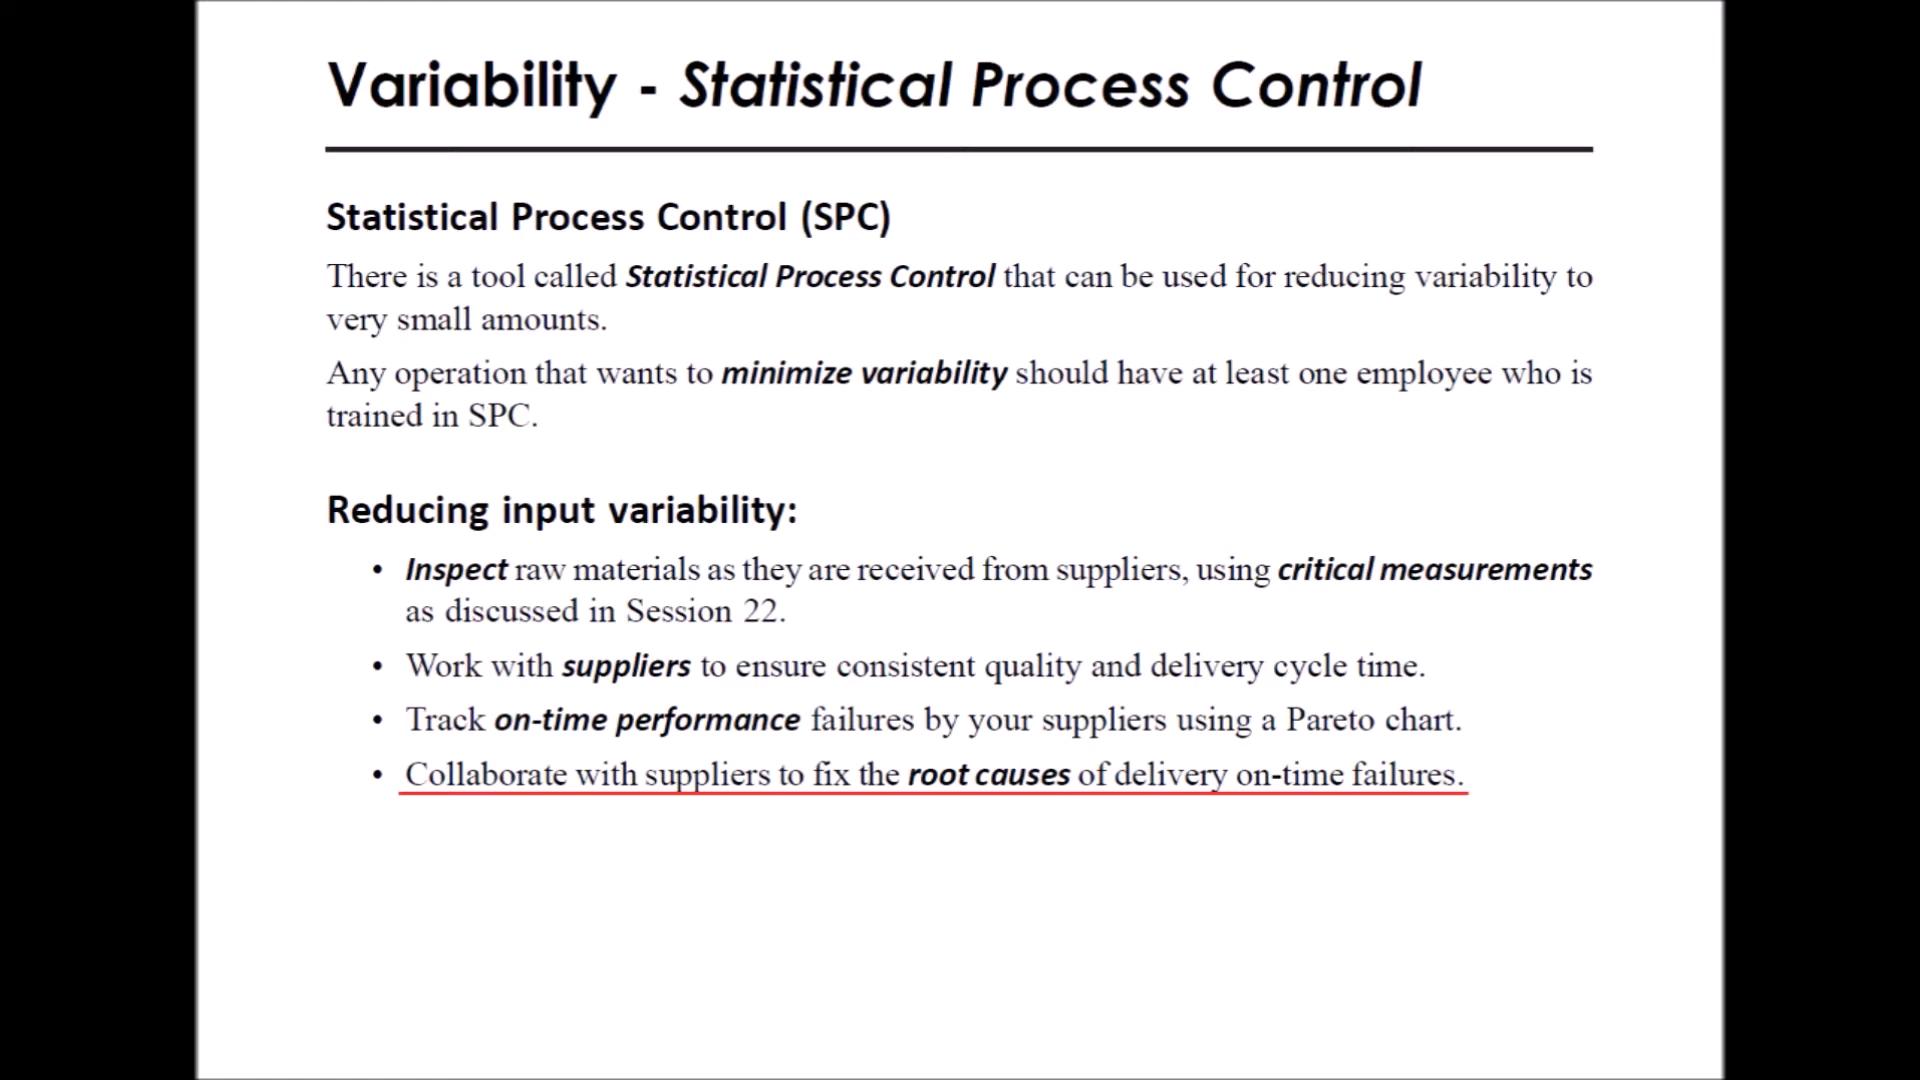 Variability - Statistical Process Control
Statistical Process Control (SPC)
There is a tool called Statistical Process Control that can be used for reducing variability to
very small amounts.
Any operation that wants to minimize variability should have at least one employee who is
trained in SPC.
Reducing input variability:
• Inspect raw materials as they are received from suppliers, using critical measurements
as discussed in Session 22.
• Work with suppliers to ensure consistent quality and delivery cycle time.
• Track on-time performance failures by your suppliers using a Pareto chart.
• Collaborate with suppliers to fix the root causes of delivery on-time failures.